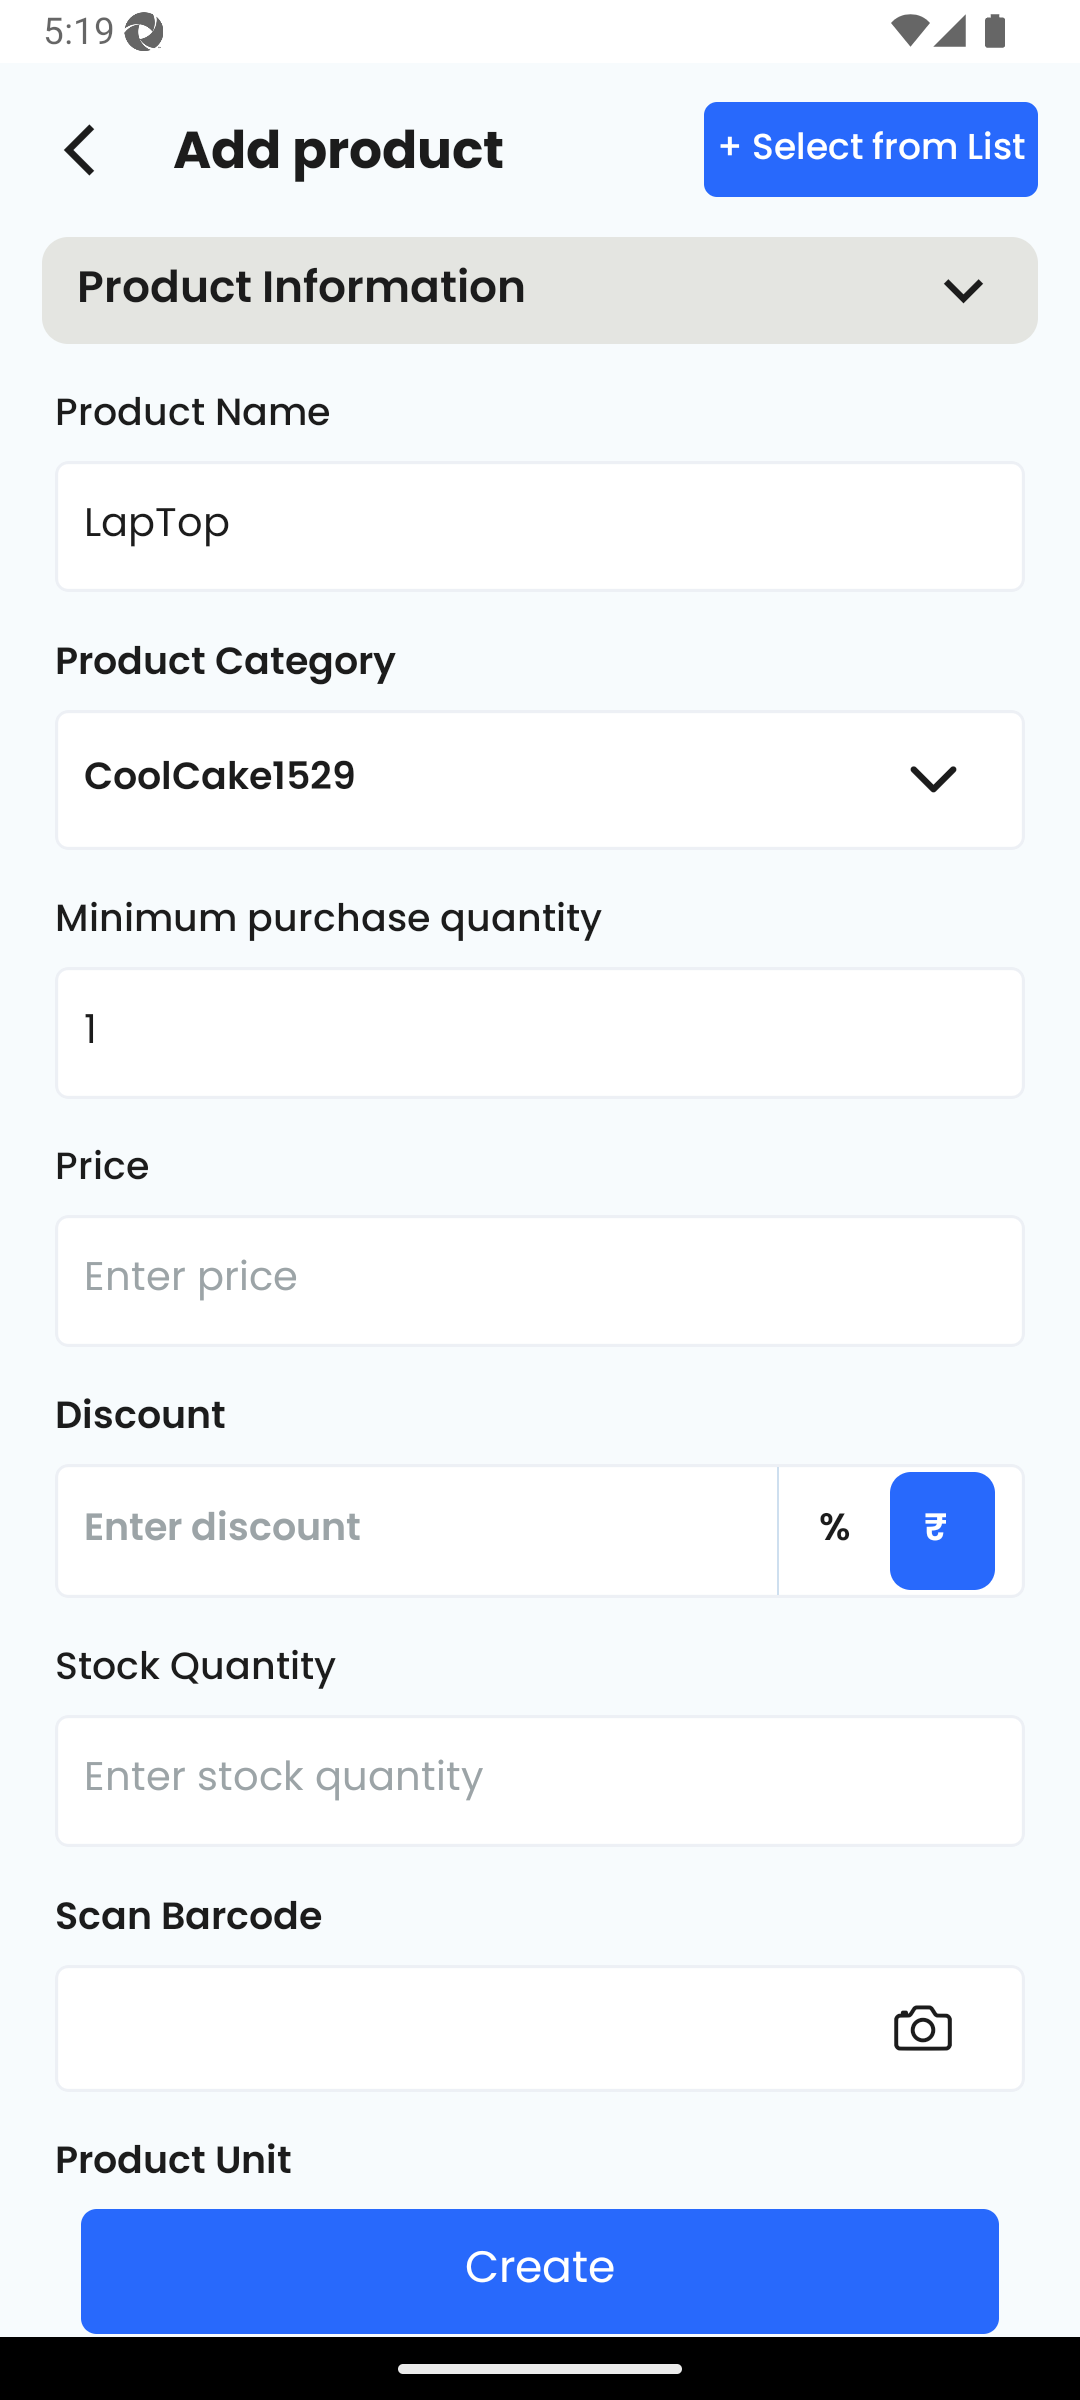 5:19
Add product
+ Select from List
Product Information
Product Name
LapTop
Product Category
CoolCake1529
Minimum purchase quantity
1
Price
Enter price
Discount
Enter discount % ₹
Stock Quantity
Enter stock quantity
Scan Barcode
Product Unit
Create